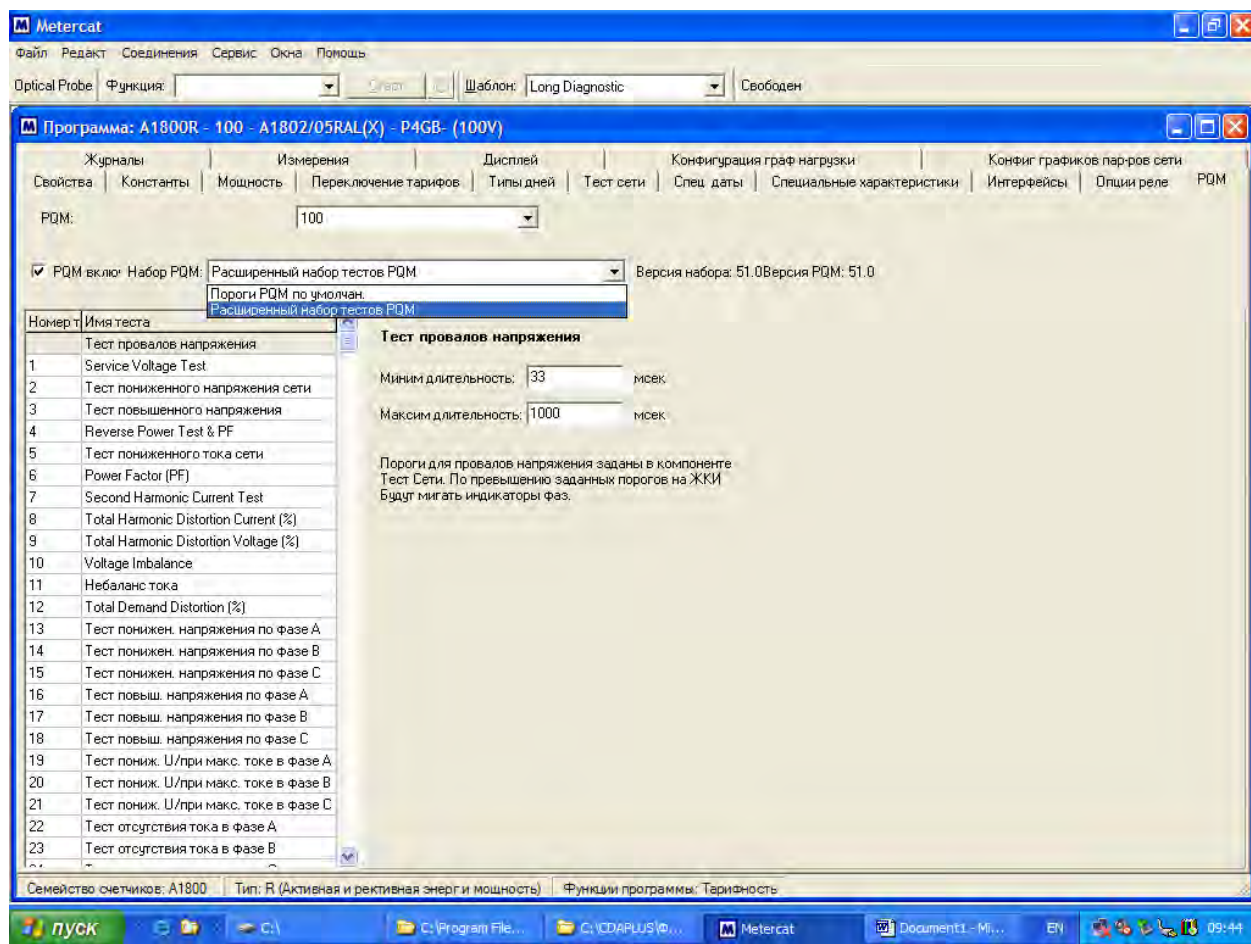 Metercat
Файл Редакт Соединения Сервис Окна Помощь
Optical Probe Функция: Шаблон: Long Diagnostic Свободен
Программа: A1800R - 100 - A1802/05RAL(X) - P4GB- (100V)
Журналы Измерения Дисплей Конфигурация граф нагрузки Конфиг графиков пар-ров сети
Свойства Константы Мощность Переключение тарифов Типы дней Тест сети Спец даты Специальные характеристики Интерфейсы Опции реле PQM
PQM: 100
PQM вклю Набор PQM: Расширенный набор тестов PQM Версия набора: 51.0Версия PQM: 51.0
Пороги PQM по умолчан.
Расширенный набор тестов PQM
Номер т Имя теста
Тест провалов напряжения
1 Service Voltage Test
2 Тест пониженного напряжения сети
3 Тест повышенного напряжения
4 Reverse Power Test & PF
5 Тест пониженного тока сети
6 Power Factor (PF)
7 Second Harmonic Current Test
8 Total Harmonic Distortion Current (%)
9 Total Harmonic Distortion Voltage (%)
10 Voltage Imbalance
11 Небаланс тока
12 Total Demand Distortion (%)
13 Тест понижен. напряжения по фазе A
14 Тест понижен. напряжения по фазе B
15 Тест понижен. напряжения по фазе C
16 Тест повыш. напряжения по фазе A
17 Тест повыш. напряжения по фазе B
18 Тест повыш. напряжения по фазе C
19 Тест пониж. U/при макс. токе в фазе A
20 Тест пониж. U/при макс. токе в фазе B
21 Тест пониж. U/при макс. токе в фазе C
22 Тест отсутствия тока в фазе A
23 Тест отсутствия тока в фазе B
Тест провалов напряжения
Миним длительность: 33 мсек
Максим длительность: 1000 мсек
Пороги для провалов напряжения заданы в компоненте
Тест Сети. По превышению заданных порогов на ЖКИ
Будут мигать индикаторы фаз.
Семейство счетчиков: A1800 Тип: R (Активная и рективная энерг и мощность) Функции программы: Тарифность
пуск C:\ C:\Program File... C:\CDAPLUS\Ф... Metercat Document1 - Mi... EN 09:44